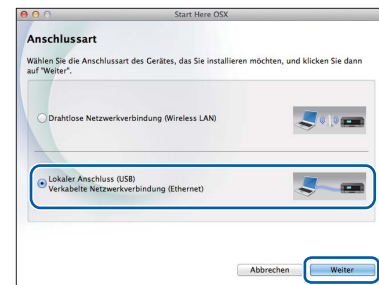 Start Here OSX
Anschlussart
Wählen Sie die Anschlussart des Gerätes, das Sie installieren möchten, und klicken Sie dann
auf "Weiter".
Drahtlose Netzwerkverbindung (Wireless LAN)
Lokaler Anschluss (USB)
Verkabelte Netzwerkverbindung (Ethernet)
Abbrechen Weiter